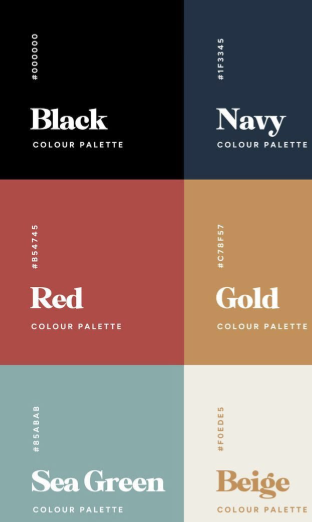 #000000
Black
COLOUR PALETTE
#1F3345
Navy
COLOUR PALETTE
#B54745
Red
COLOUR PALETTE
#C78F57
Gold
COLOUR PALETTE
#85ABAB
Sea Green
COLOUR PALETTE
#F0EDE5
Beige
COLOUR PALETTE